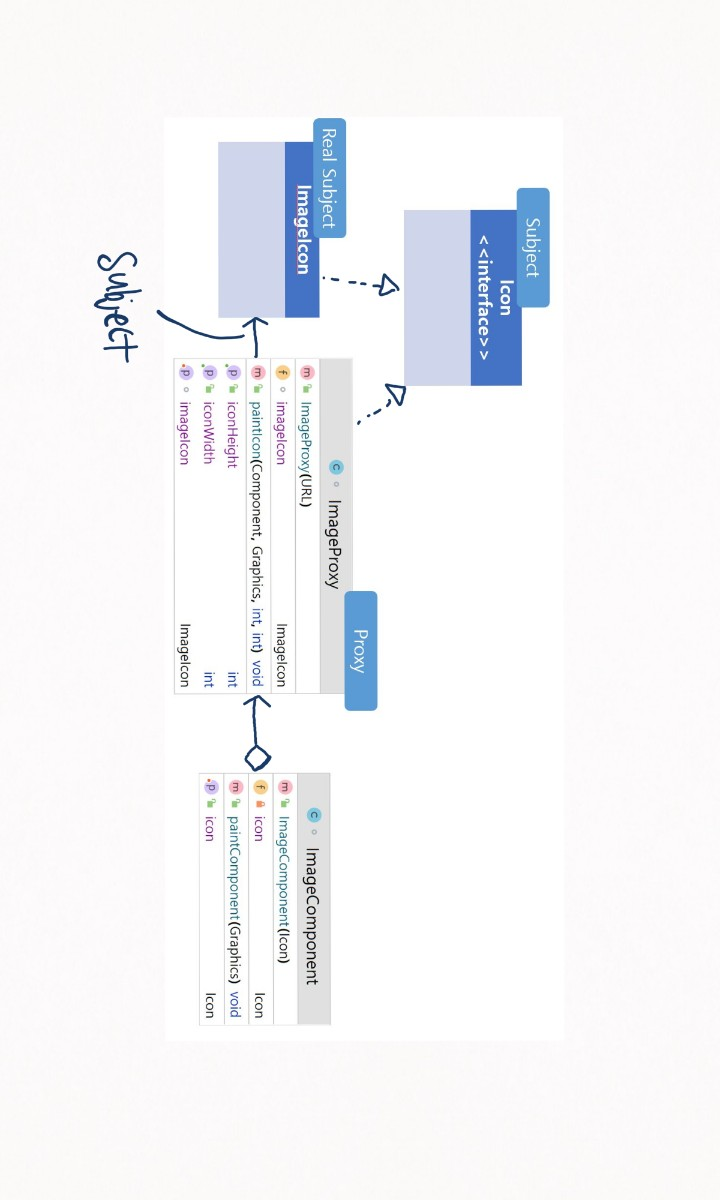 Subject
Icon
<<interface>>
Real Subject
ImageIcon
Subject
Proxy
C ImageProxy
m ImageProxy(URL)
f imageIcon ImageIcon
m paintIcon(Component, Graphics, int, int) void
p iconHeight int
p iconWidth int
p imageIcon ImageIcon
C ImageComponent
m ImageComponent(Icon)
f icon Icon
m paintComponent(Graphics) void
p icon Icon